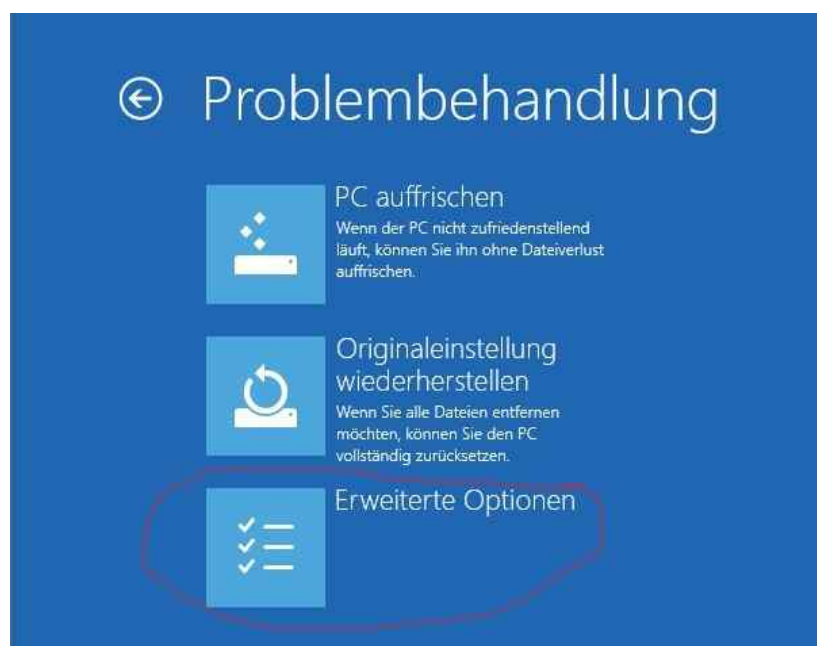 Problembehandlung
PC auffrischen
Wenn der PC nicht zufriedenstellend
läuft, können Sie ihn ohne Dateiverlust
auffrischen.
Originaleinstellung
wiederherstellen
Wenn Sie alle Dateien entfernen
möchten, können Sie den PC
vollständig zurücksetzen.
Erweiterte Optionen